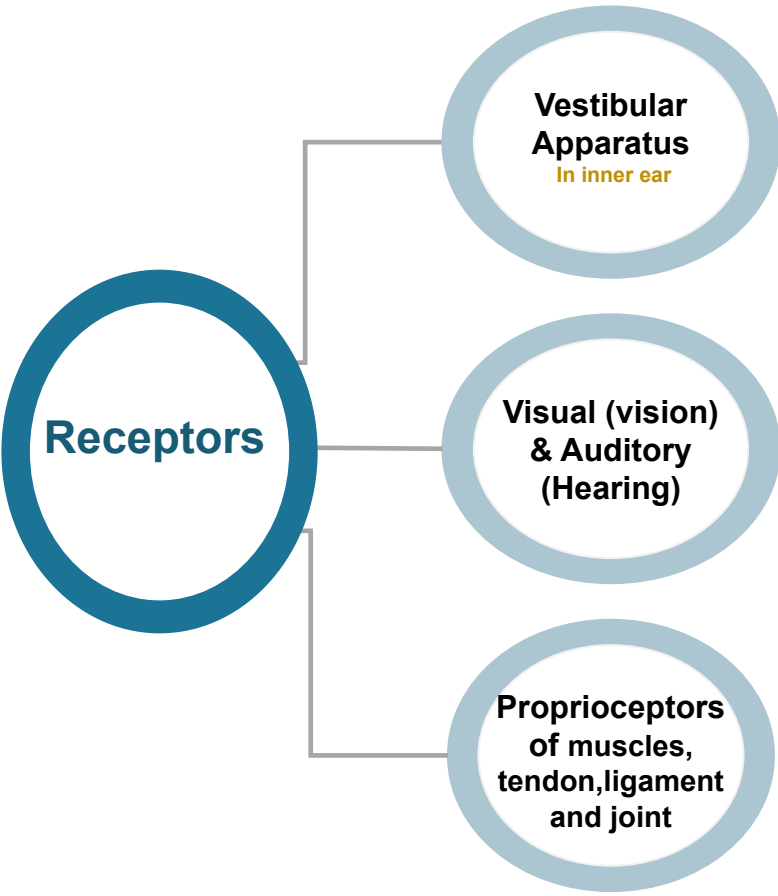 Receptors
Vestibular
Apparatus
In inner ear
Visual (vision)
& Auditory
(Hearing)
Proprioceptors
of muscles,
tendon,ligament
and joint